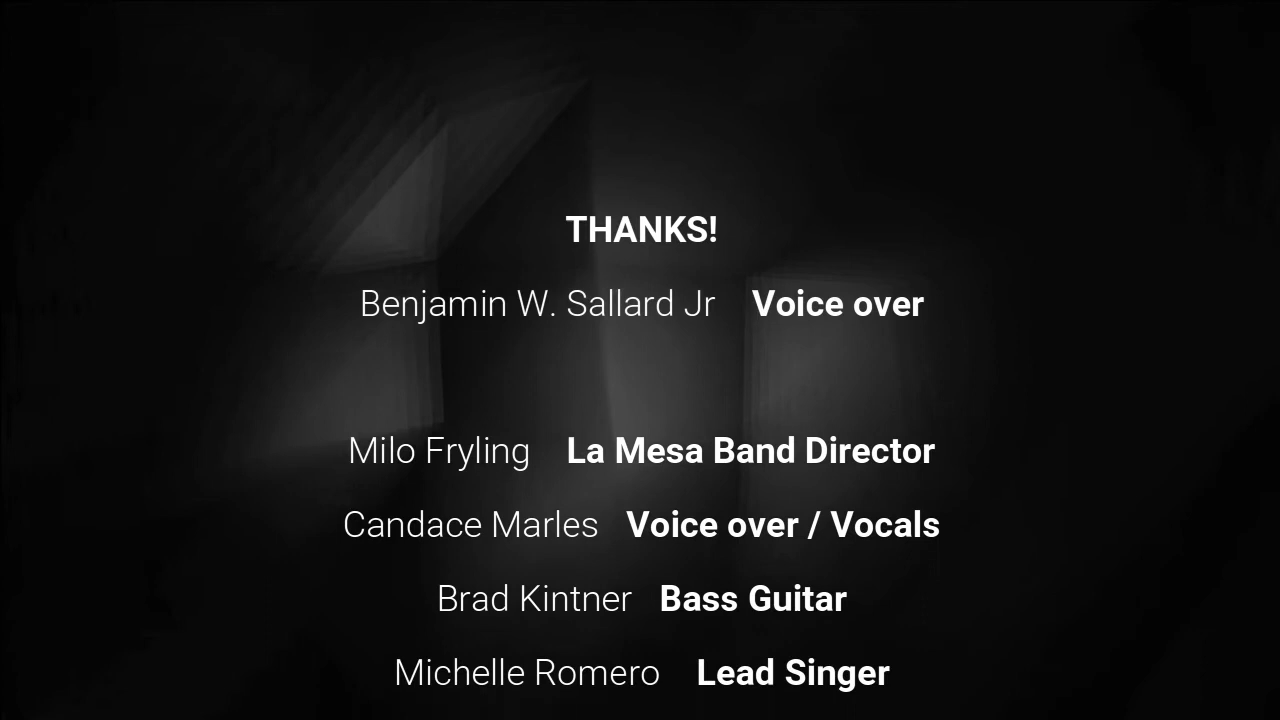 THANKS!
Benjamin W. Sallard Jr Voice over
Milo Fryling La Mesa Band Director
Candace Marles Voice over / Vocals
Brad Kintner Bass Guitar
Michelle Romero Lead Singer